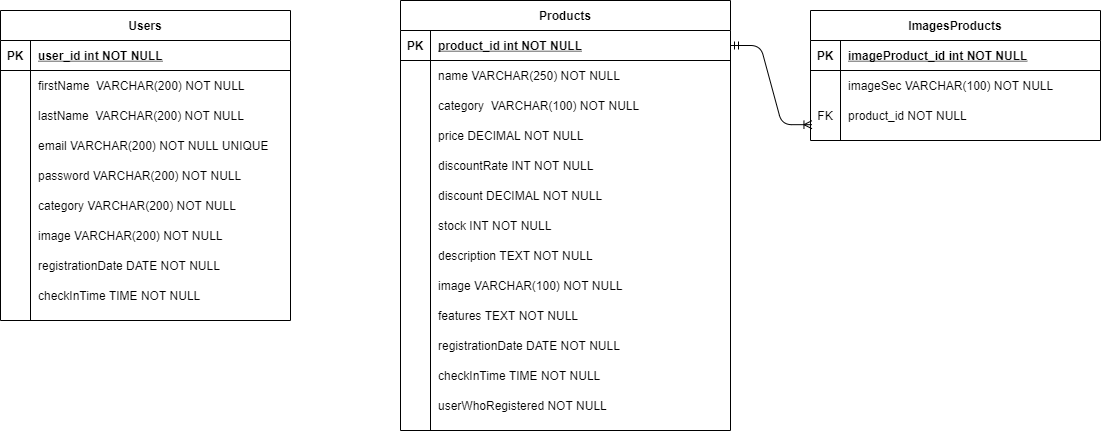 Users
PK user_id int NOT NULL
firstName  VARCHAR(200) NOT NULL
lastName  VARCHAR(200) NOT NULL
email VARCHAR(200) NOT NULL UNIQUE
password VARCHAR(200) NOT NULL
category VARCHAR(200) NOT NULL
image VARCHAR(200) NOT NULL
registrationDate DATE NOT NULL
checkInTime TIME NOT NULL
Products
PK product_id int NOT NULL
name VARCHAR(250) NOT NULL
category  VARCHAR(100) NOT NULL
price DECIMAL NOT NULL
discountRate INT NOT NULL
discount DECIMAL NOT NULL
stock INT NOT NULL
description TEXT NOT NULL
image VARCHAR(100) NOT NULL
features TEXT NOT NULL
registrationDate DATE NOT NULL
checkInTime TIME NOT NULL
userWhoRegistered NOT NULL
ImagesProducts
PK imageProduct_id int NOT NULL
imageSec VARCHAR(100) NOT NULL
FK product_id NOT NULL